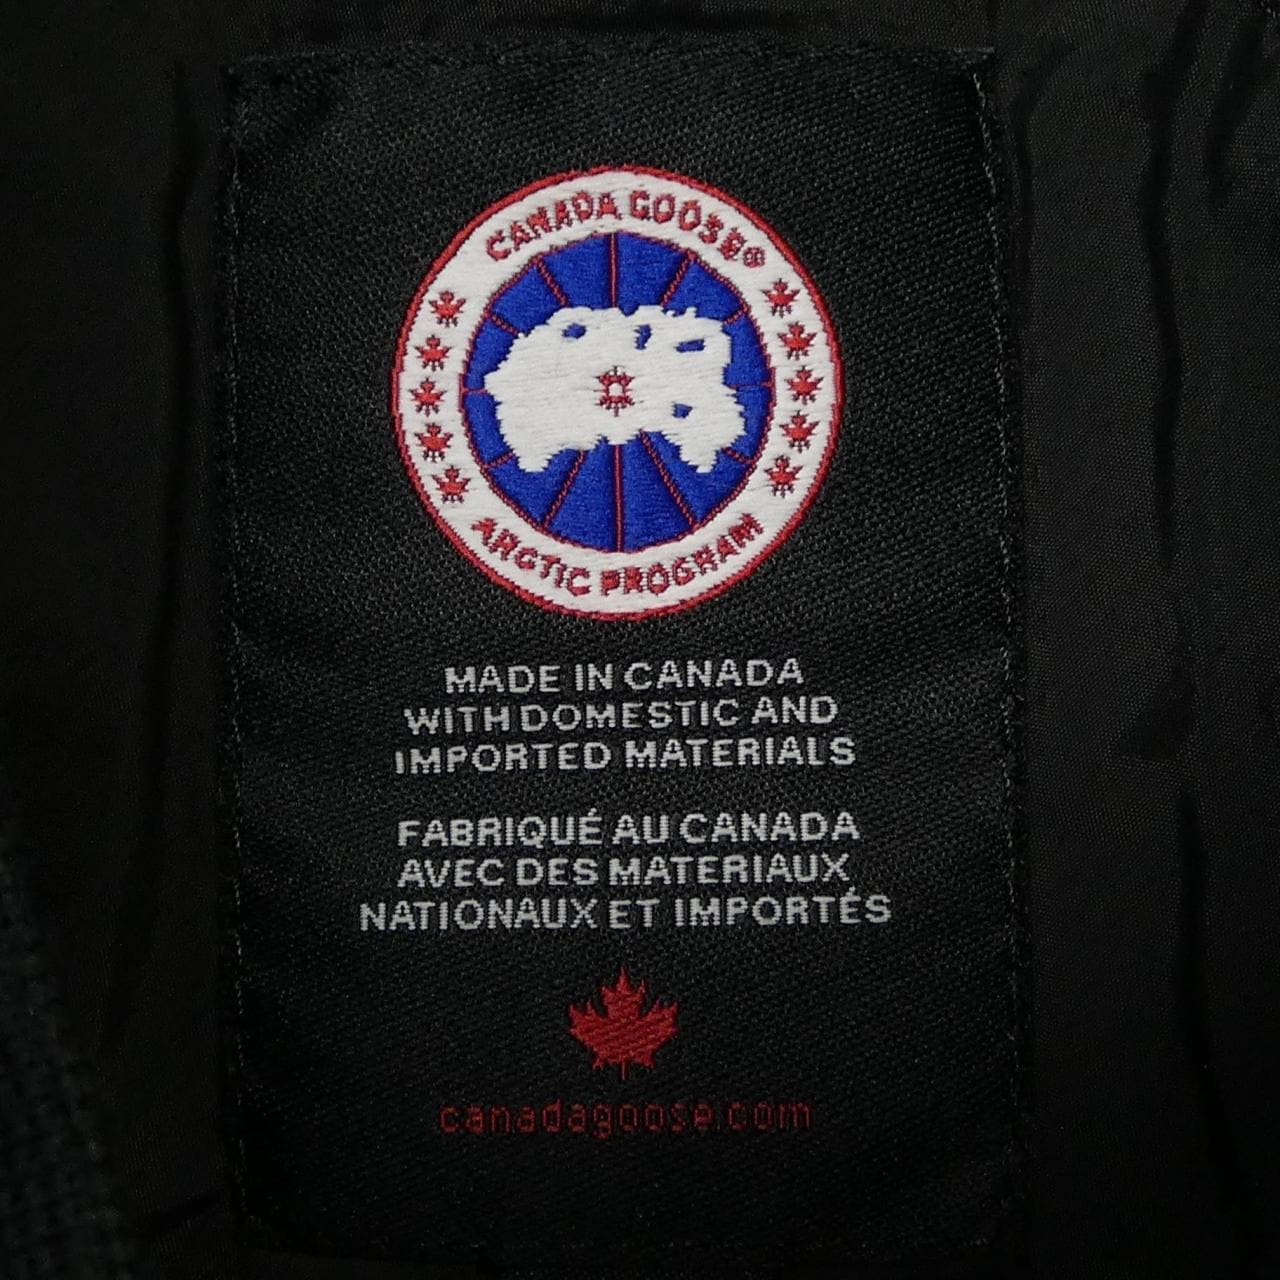 CANADA GOOSE®
ARCTIC PROGRAM
MADE IN CANADA
WITH DOMESTIC AND
IMPORTED MATERIALS
FABRIQUÉ AU CANADA
AVEC DES MATERIAUX
NATIONAUX ET IMPORTÉS
canadagoose.com